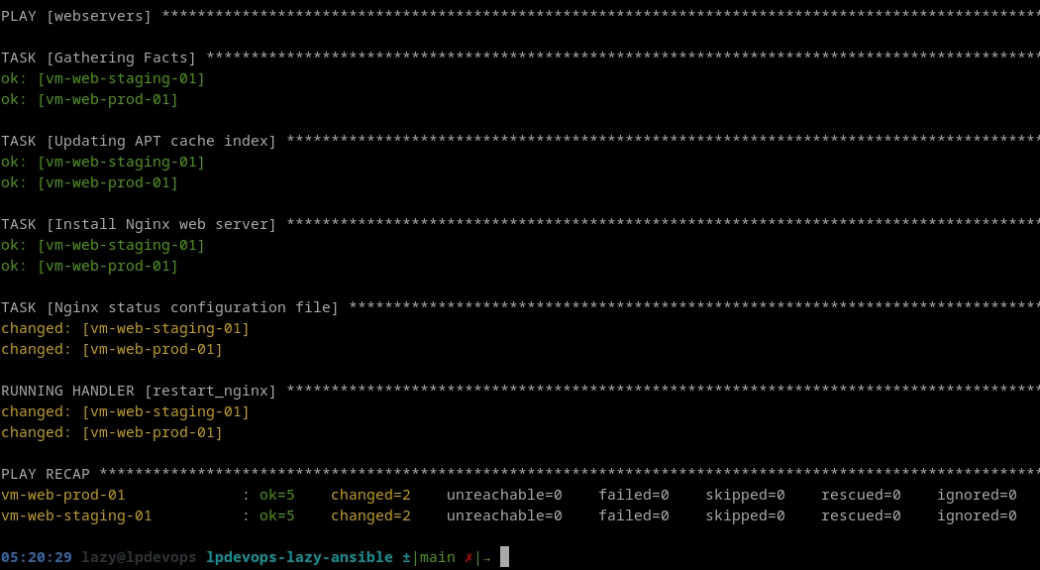 PLAY [webservers] **************************************************************************************************
TASK [Gathering Facts] *********************************************************************************************
ok: [vm-web-staging-01]
ok: [vm-web-prod-01]
TASK [Updating APT cache index] ************************************************************************************
ok: [vm-web-staging-01]
ok: [vm-web-prod-01]
TASK [Install Nginx web server] ************************************************************************************
ok: [vm-web-staging-01]
ok: [vm-web-prod-01]
TASK [Nginx status configuration file] *****************************************************************************
changed: [vm-web-staging-01]
changed: [vm-web-prod-01]
RUNNING HANDLER [restart_nginx] ************************************************************************************
changed: [vm-web-staging-01]
changed: [vm-web-prod-01]
PLAY RECAP *********************************************************************************************************
vm-web-prod-01             : ok=5    changed=2    unreachable=0    failed=0    skipped=0    rescued=0    ignored=0
vm-web-staging-01          : ok=5    changed=2    unreachable=0    failed=0    skipped=0    rescued=0    ignored=0
05:20:29 lazy@lpdevops lpdevops-lazy-ansible ±|main ✗|→